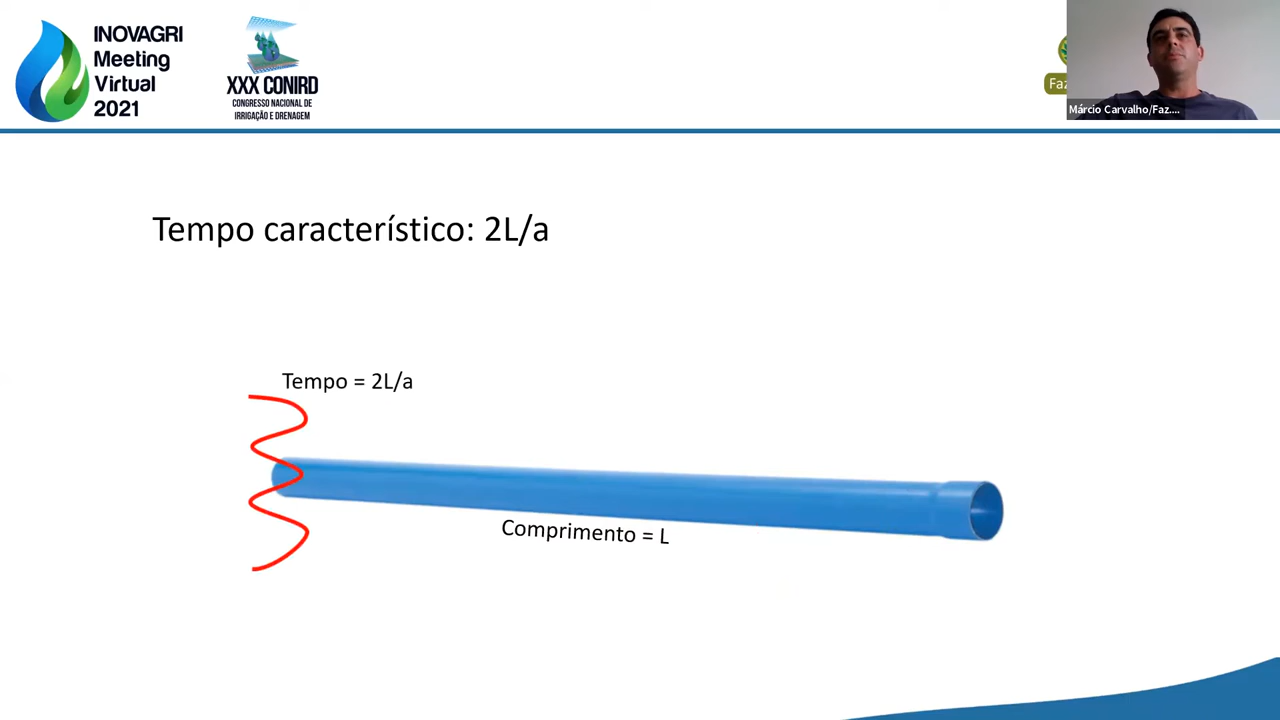 INOVAGRI
Meeting
Virtual
2021
XXX CONIRD
CONGRESSO NACIONAL DE
IRRIGAÇÃO E DRENAGEM
Faz
Márcio Carvalho/Faz....
Tempo característico: 2L/a
Tempo = 2L/a
Comprimento = L